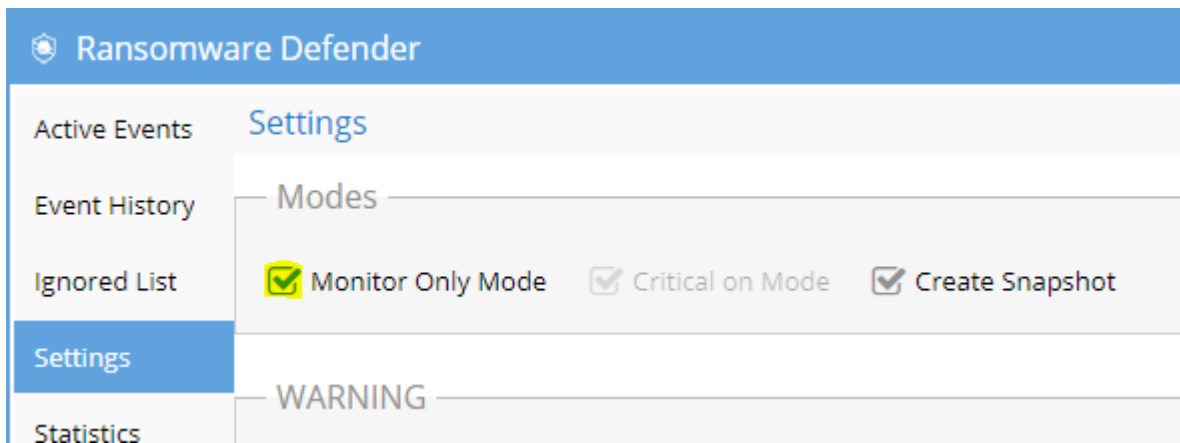 Ransomware Defender
Active Events
Event History
Ignored List
Settings
Statistics
Settings
Modes
Monitor Only Mode Critical on Mode Create Snapshot
WARNING